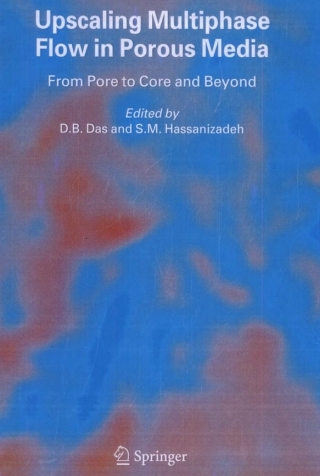 Upscaling Multiphase
Flow in Porous Media
From Pore to Core and Beyond
Edited by
D.B. Das and S.M. Hassanizadeh
Springer